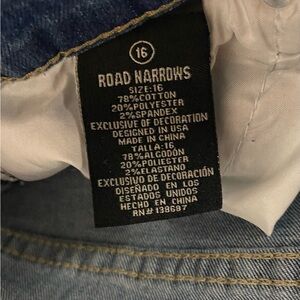 16
ROAD NARROWS
SIZE:16
78%COTTON
20%POLYESTER
2%SPANDEX
EXCLUSIVE OF DECORATION
DESIGNED IN USA
MADE IN CHINA
TALLA:16
78%ALGODÓN
20%POLIESTER
2%ELASTANO
EXCLUSIVO DE DECORACIÓN
DISEÑADO EN LOS
ESTADOS UNIDOS
HECHO EN CHINA
RN#138687